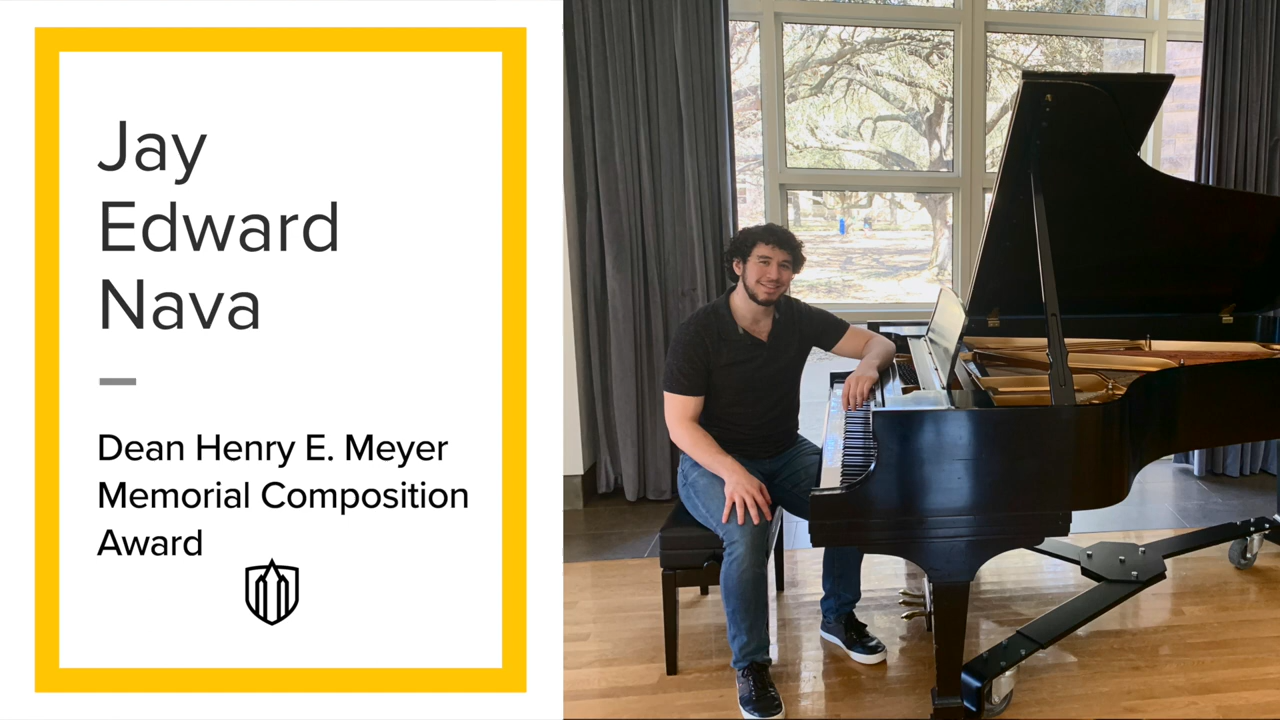 Jay
Edward
Nava
Dean Henry E. Meyer
Memorial Composition
Award